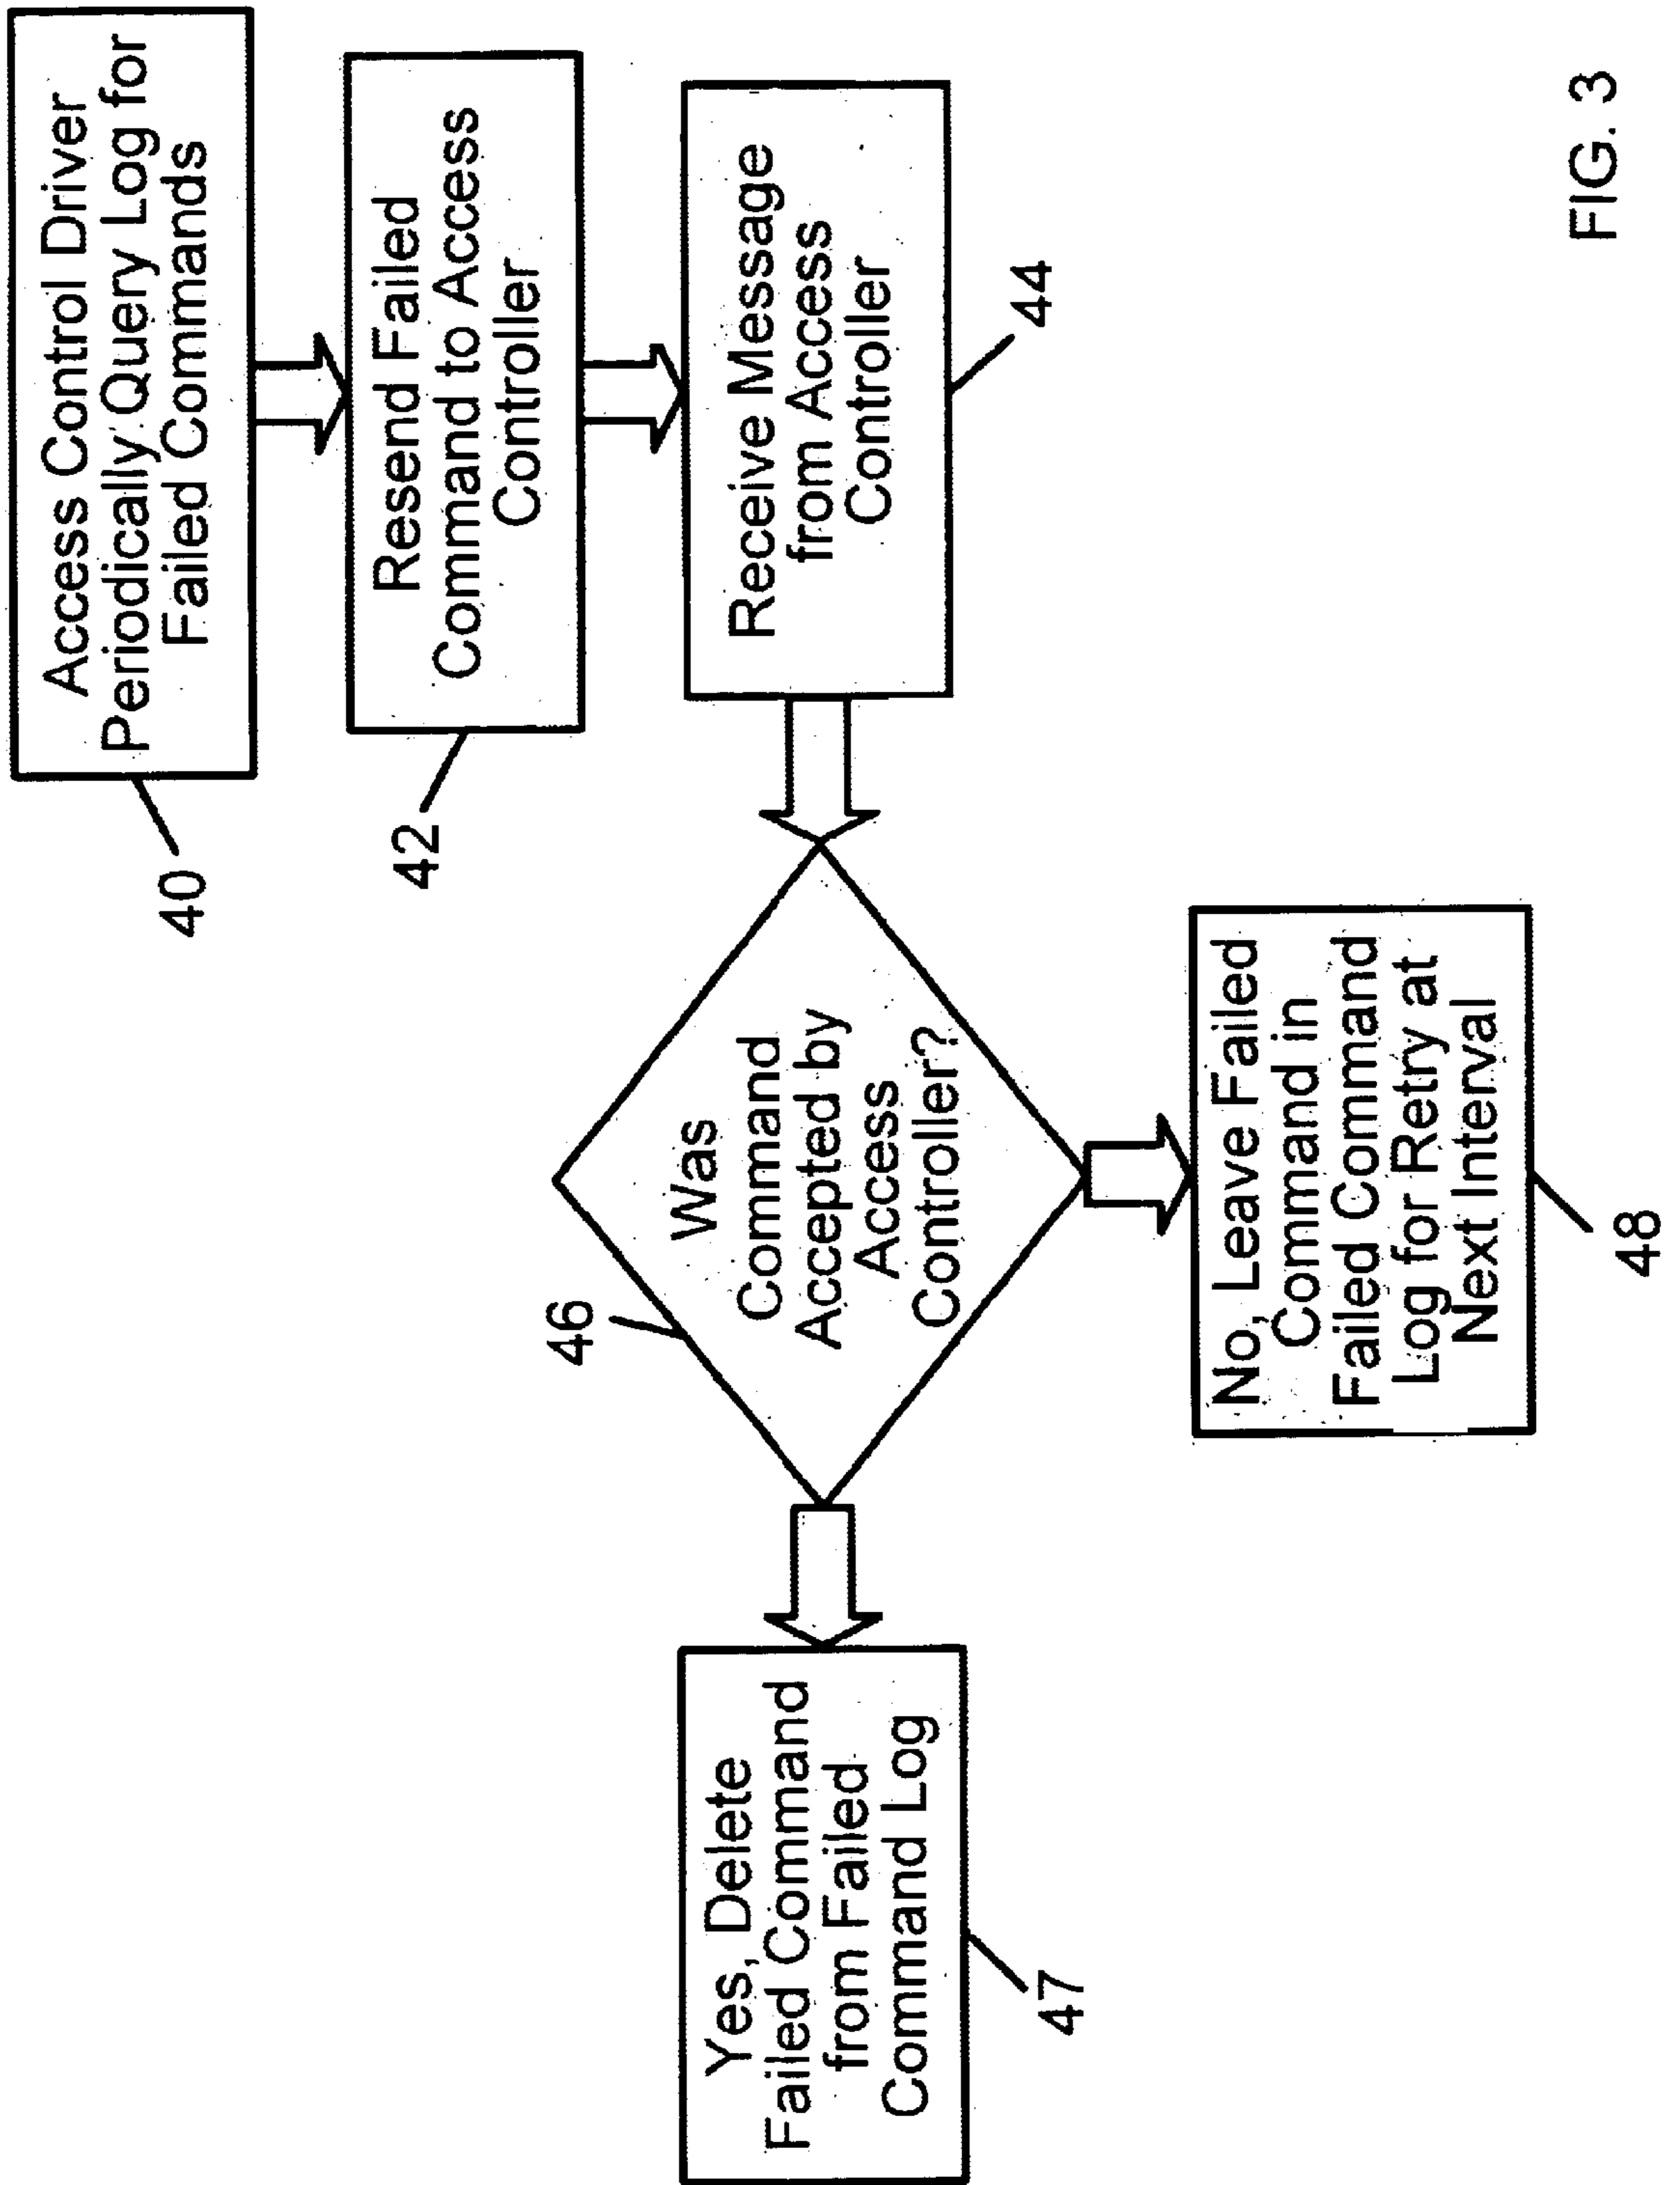 Access Control Driver
Periodically Query Log for
Failed Commands
40
Resend Failed
Command to Access
Controller
42
Receive Message
from Access
Controller
44
Was
Command
Accepted by
Access
Controller?
46
Yes, Delete
Failed Command
from Failed
Command Log
47
No, Leave Failed
Command in
Failed Command
Log for Retry at
Next Interval
48
FIG. 3